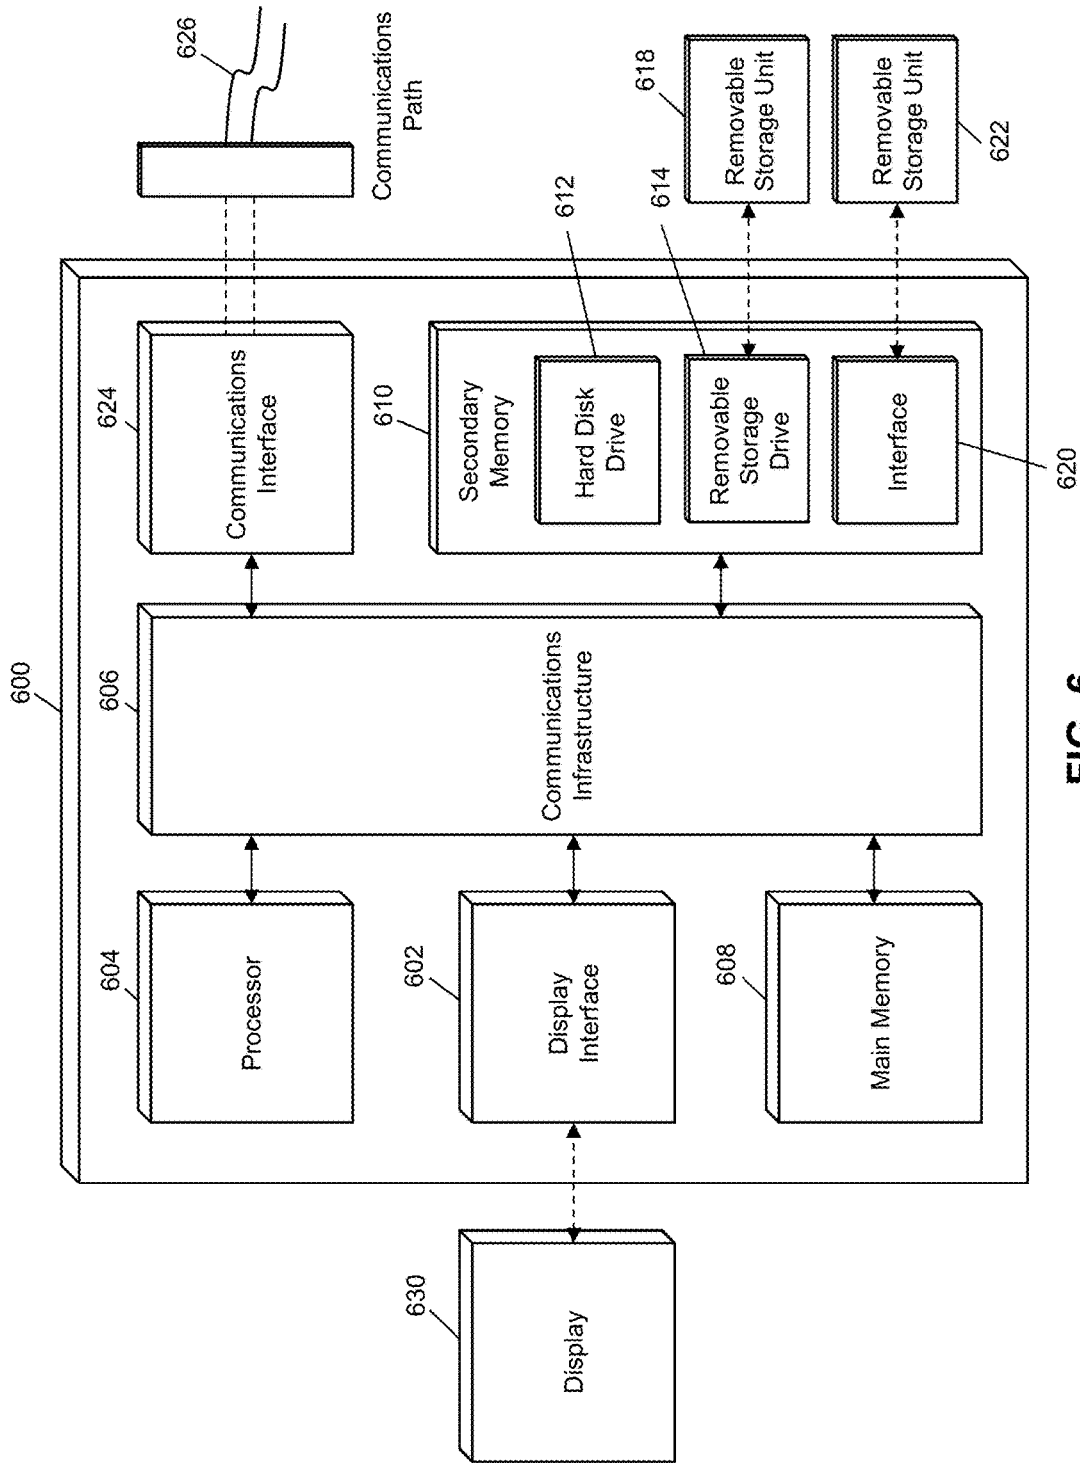 600
604
606
624
626
Processor
Communications
Interface
Communications
Path
630
602
610
Display
Display
Interface
Communications
Infrastructure
Secondary
Memory
612
Hard Disk
Drive
614
618
608
Removable
Storage
Drive
Removable
Storage Unit
Main Memory
Interface
Removable
Storage Unit
622
620
FIG. 6